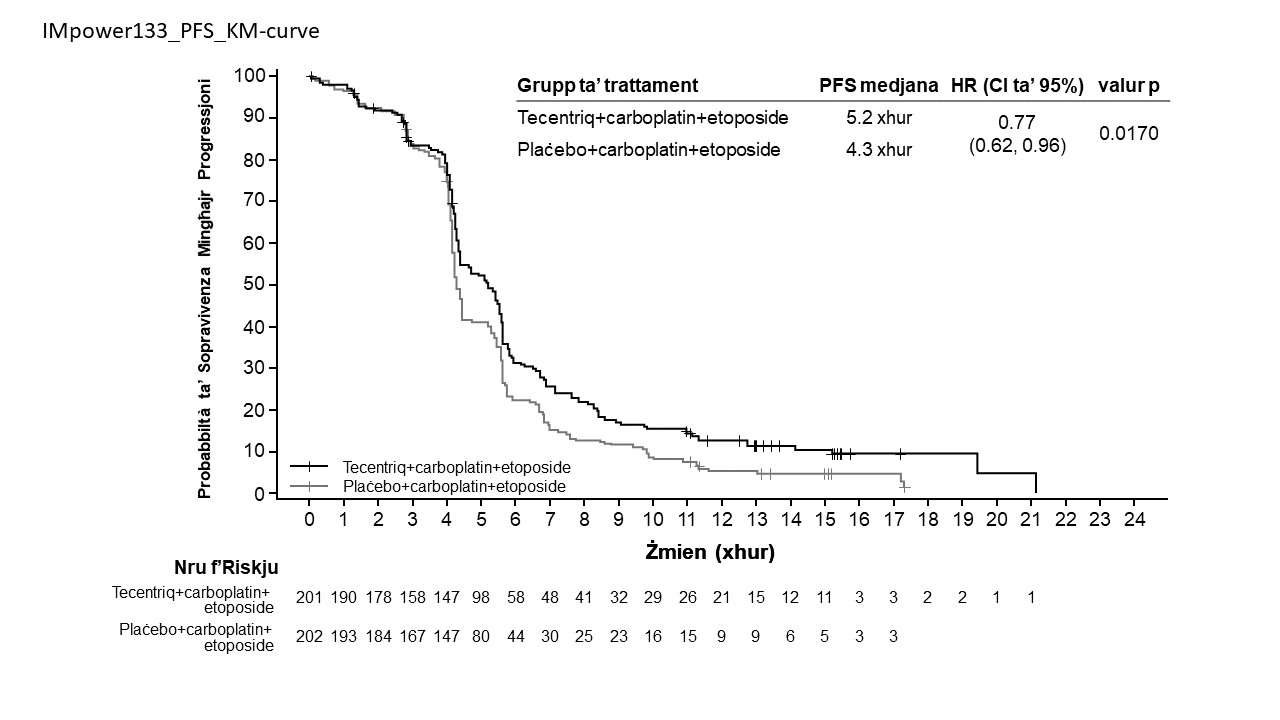 IMpower133_PFS_KM-curve
Grupp ta’ trattament PFS medjana HR (CI ta’ 95%) valur p
Tecentriq+carboplatin+etoposide 5.2 xhur 0.77 0.0170
Plaċebo+carboplatin+etoposide 4.3 xhur (0.62, 0.96)
Probabbiltà ta’ Sopravivenza Mingħajr Progressjoni
100
90
80
70
60
50
40
30
20
10
0
Tecentriq+carboplatin+etoposide
Plaċebo+carboplatin+etoposide
0 1 2 3 4 5 6 7 8 9 10 11 12 13 14 15 16 17 18 19 20 21 22 23 24
Żmien (xhur)
Nru f’Riskju
Tecentriq+carboplatin+
etoposide 201 190 178 158 147 98 58 48 41 32 29 26 21 15 12 11 3 3 2 2 1 1
Plaċebo+carboplatin+
etoposide 202 193 184 167 147 80 44 30 25 23 16 15 9 9 6 5 3 3